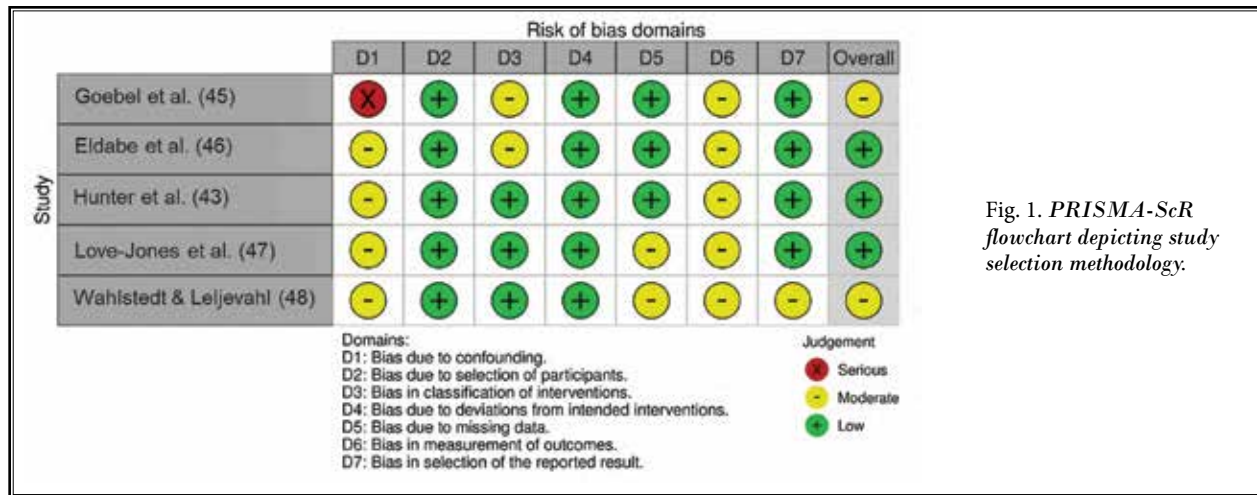 Risk of bias domains
D1 D2 D3 D4 D5 D6 D7 Overall
Study
Goebel et al. (45) X + - + + - + -
Eldabe et al. (46) - + - + + - + +
Hunter et al. (43) - + + + + - + +
Love-Jones et al. (47) - + + + - - + +
Wahlstedt & Leljevahl (48) - + + + - - - -
Domains:
D1: Bias due to confounding.
D2: Bias due to selection of participants.
D3: Bias in classification of interventions.
D4: Bias due to deviations from intended interventions.
D5: Bias due to missing data.
D6: Bias in measurement of outcomes.
D7: Bias in selection of the reported result.
Judgement
X Serious
- Moderate
+ Low
Fig. 1. PRISMA-ScR
flowchart depicting study
selection methodology.